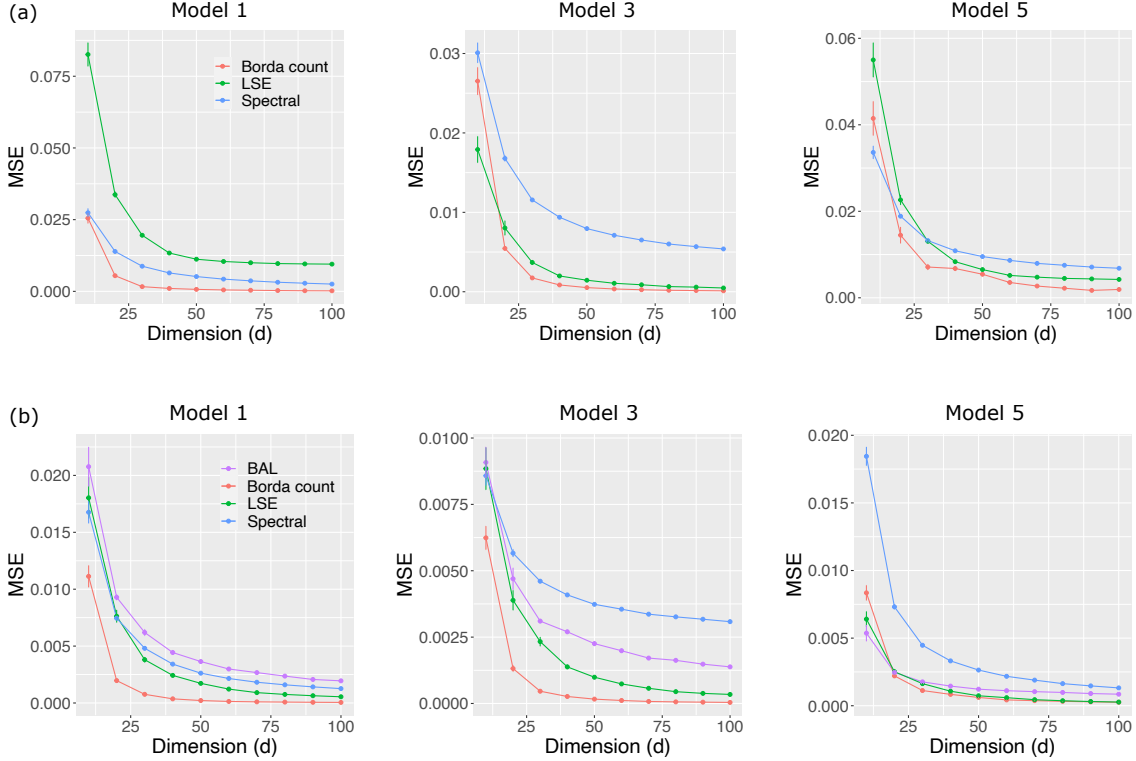 (a)
Model 1
Model 3
Model 5
MSE
0.075
0.050
0.025
0.000
Borda count
LSE
Spectral
25
50
75
100
Dimension (d)
MSE
0.03
0.02
0.01
0.00
25
50
75
100
Dimension (d)
MSE
0.06
0.04
0.02
0.00
25
50
75
100
Dimension (d)
(b)
Model 1
Model 3
Model 5
MSE
0.020
0.015
0.010
0.005
0.000
BAL
Borda count
LSE
Spectral
25
50
75
100
Dimension (d)
MSE
0.0100
0.0075
0.0050
0.0025
0.0000
25
50
75
100
Dimension (d)
MSE
0.020
0.015
0.010
0.005
0.000
25
50
75
100
Dimension (d)